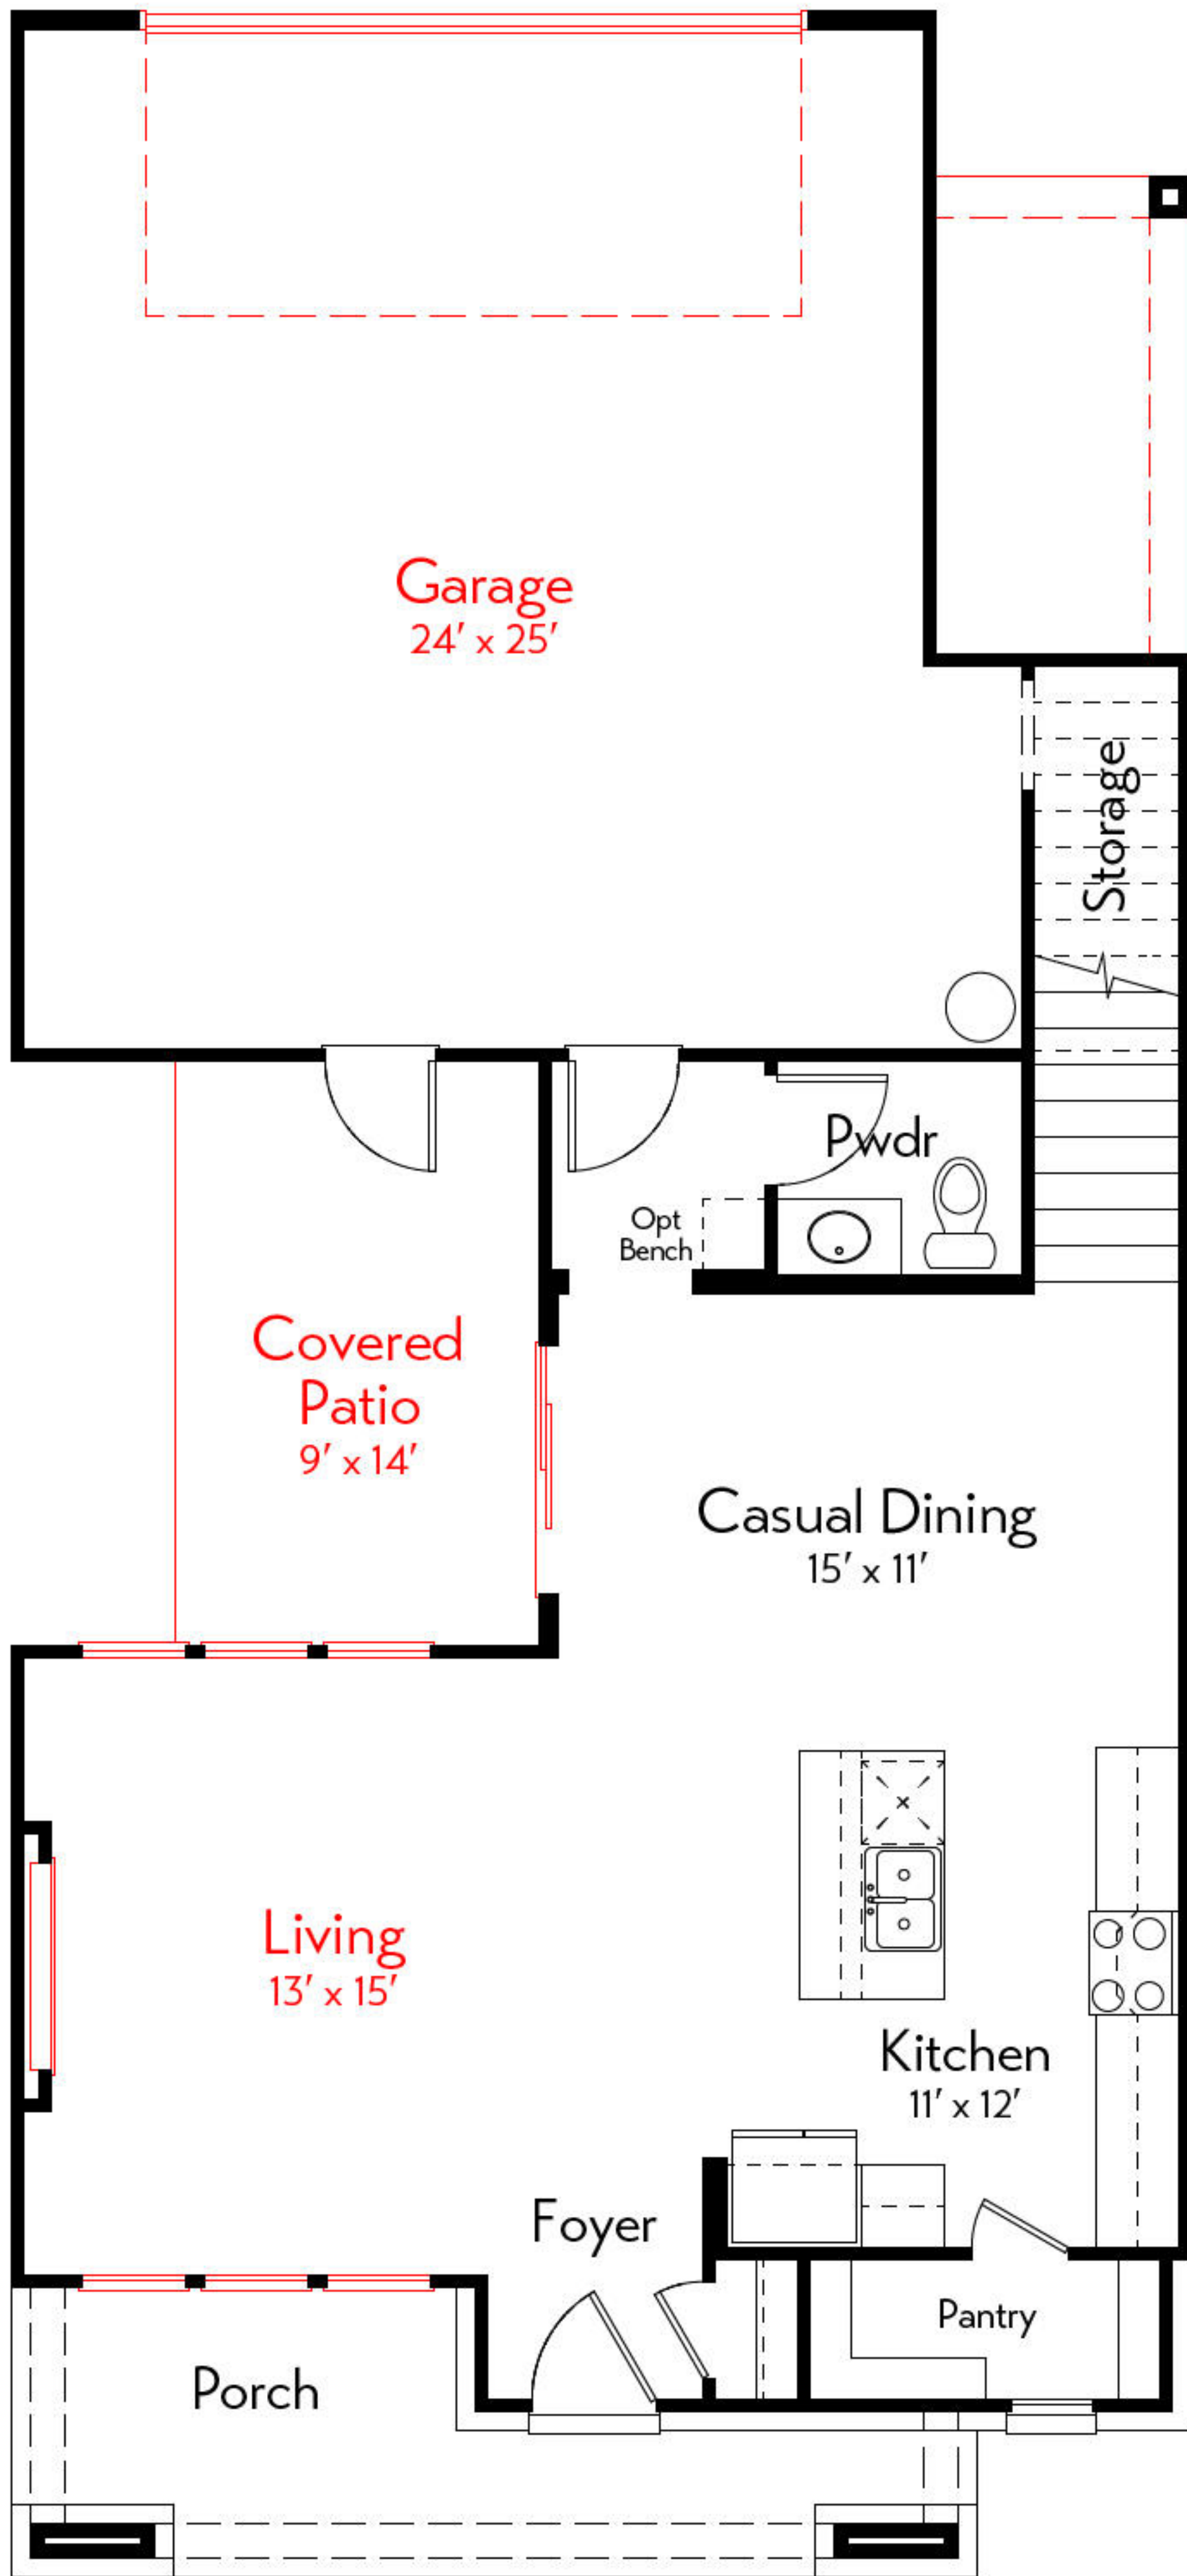 Garage
24′ x 25′
Storage
Pwdr
Opt
Bench
Covered
Patio
9′ x 14′
Casual Dining
15′ x 11′
Living
13′ x 15′
Kitchen
11′ x 12′
Foyer
Pantry
Porch